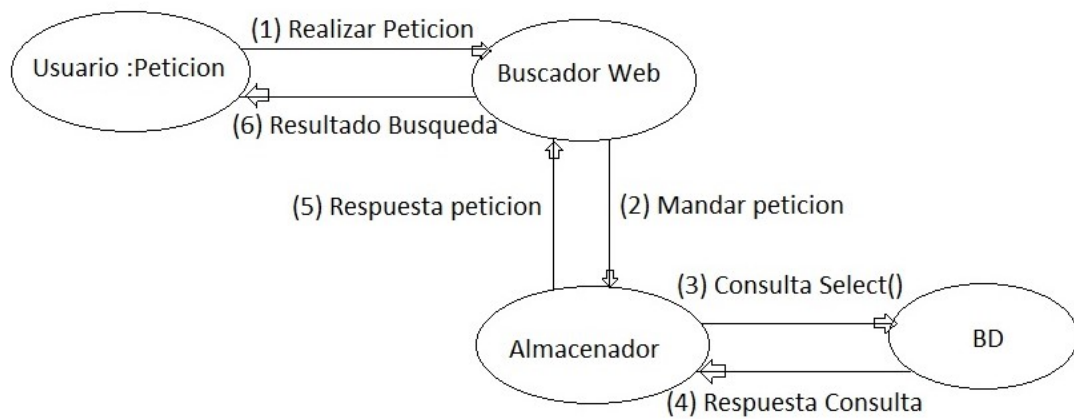 (1) Realizar Peticion
Usuario :Peticion
Buscador Web
(6) Resultado Busqueda
(5) Respuesta peticion
(2) Mandar peticion
(3) Consulta Select()
Almacenador
BD
(4) Respuesta Consulta